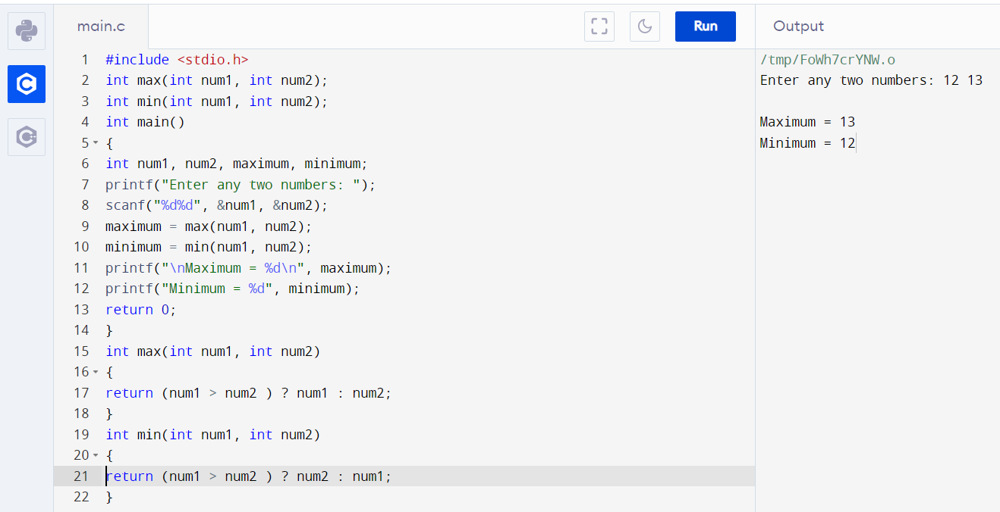 main.c
Run
Output
1 #include <stdio.h>
2 int max(int num1, int num2);
3 int min(int num1, int num2);
4 int main()
5 {
6 int num1, num2, maximum, minimum;
7 printf("Enter any two numbers: ");
8 scanf("%d%d", &num1, &num2);
9 maximum = max(num1, num2);
10 minimum = min(num1, num2);
11 printf("\nMaximum = %d\n", maximum);
12 printf("Minimum = %d", minimum);
13 return 0;
14 }
15 int max(int num1, int num2)
16 {
17 return (num1 > num2 ) ? num1 : num2;
18 }
19 int min(int num1, int num2)
20 {
21 return (num1 > num2 ) ? num2 : num1;
22 }
/tmp/FoWh7crYNW.o
Enter any two numbers: 12 13
Maximum = 13
Minimum = 12